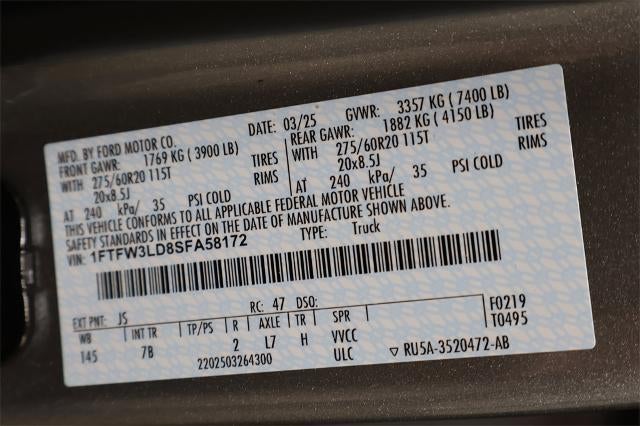 MFD. BY FORD MOTOR CO. DATE: 03/25 GVWR: 3357 KG ( 7400 LB)
FRONT GAWR: 1769 KG ( 3900 LB) REAR GAWR: 1882 KG ( 4150 LB)
WITH 275/60R20 115T TIRES WITH 275/60R20 115T TIRES
20x8.5J RIMS 20x8.5J RIMS
AT 240 kPa/ 35 PSI COLD AT 240 kPa/ 35 PSI COLD
THIS VEHICLE CONFORMS TO ALL APPLICABLE FEDERAL MOTOR VEHICLE
SAFETY STANDARDS IN EFFECT ON THE DATE OF MANUFACTURE SHOWN ABOVE.
VIN: 1FTFW3LD8SFA58172 TYPE: Truck
F0219
T0495
EXT PNT: JS RC: 47 DSO:
WB INT TR TP/PS R AXLE TR SPR
145 7B 2 L7 H VVCC
ULC ▽ RU5A-3520472-AB
2202503264300